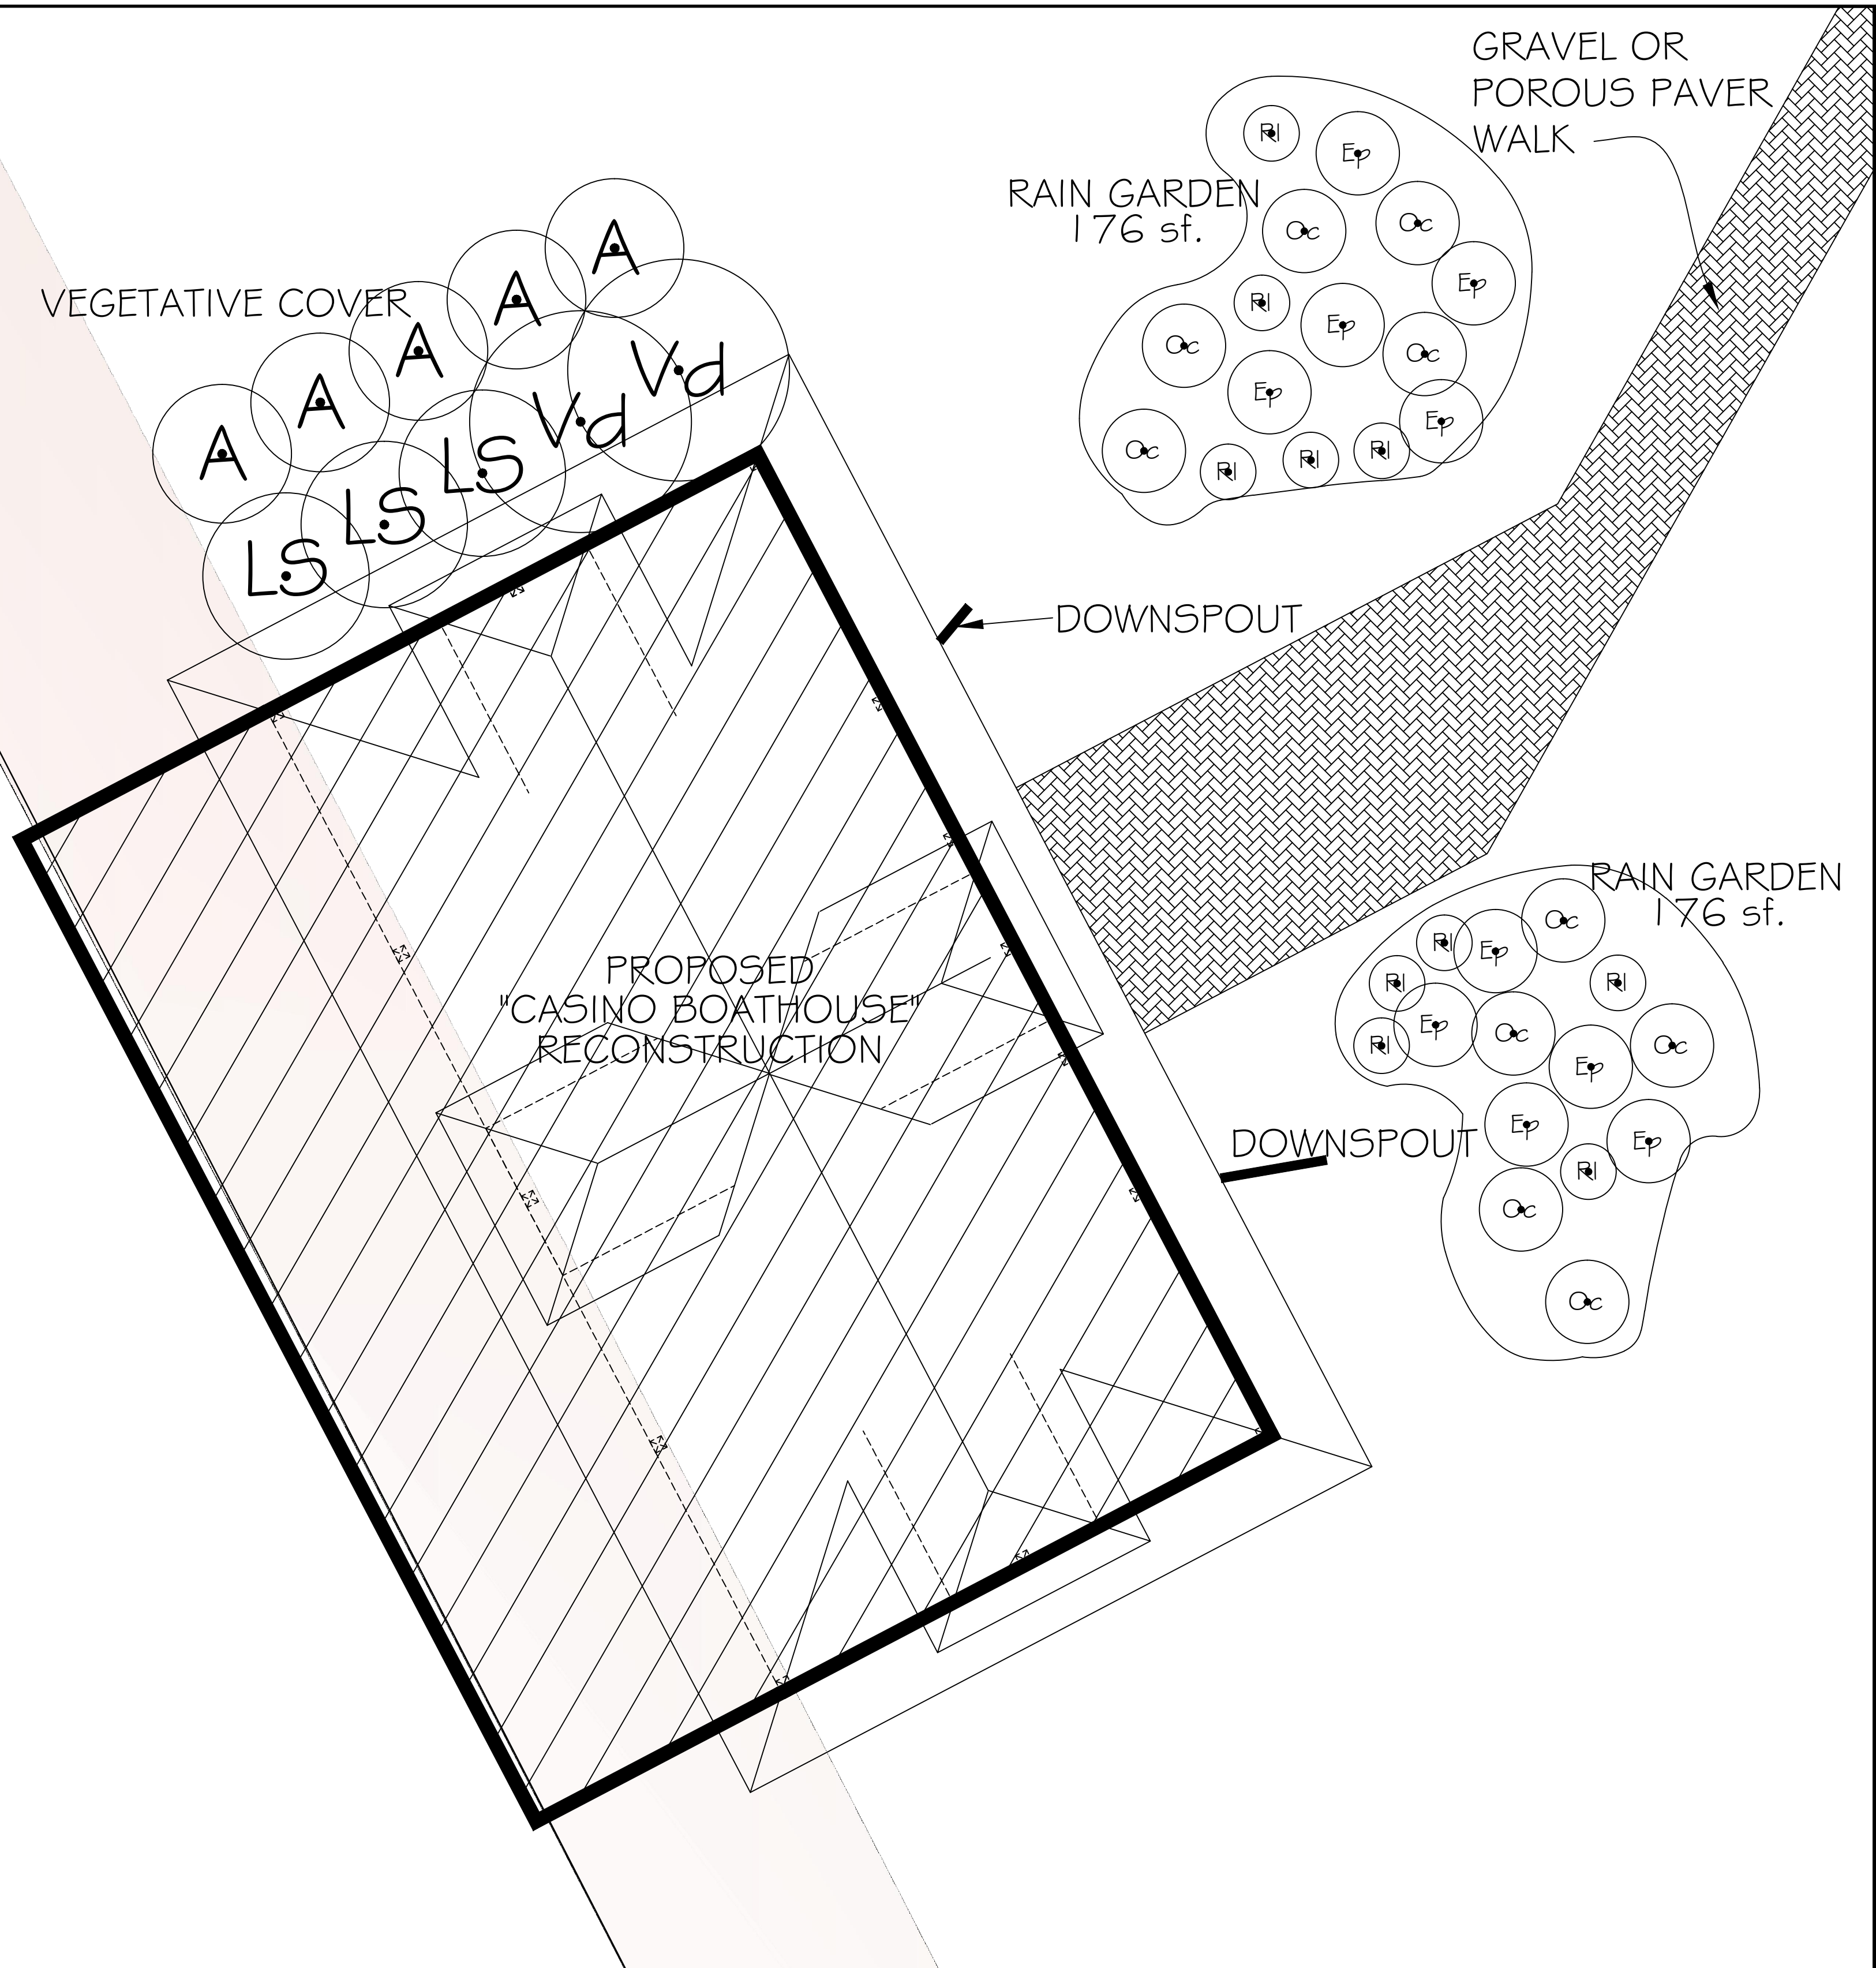 GRAVEL OR
POROUS PAVER
WALK
RAIN GARDEN
176 sf.
Rl
Ep
Oc
Oc
Ep
Rl
Ep
Oc
Oc
Ep
Ep
Oc
Rl
Rl
Rl
VEGETATIVE COVER
A
A
A
A
A
Vd
Vd
LS
LS
LS
DOWNSPOUT
RAIN GARDEN
176 sf.
Oc
Rl
Ep
Rl
Rl
Ep
Oc
Rl
Oc
Ep
Ep
Ep
Rl
Oc
Oc
PROPOSED
"CASINO BOATHOUSE"
RECONSTRUCTION
DOWNSPOUT